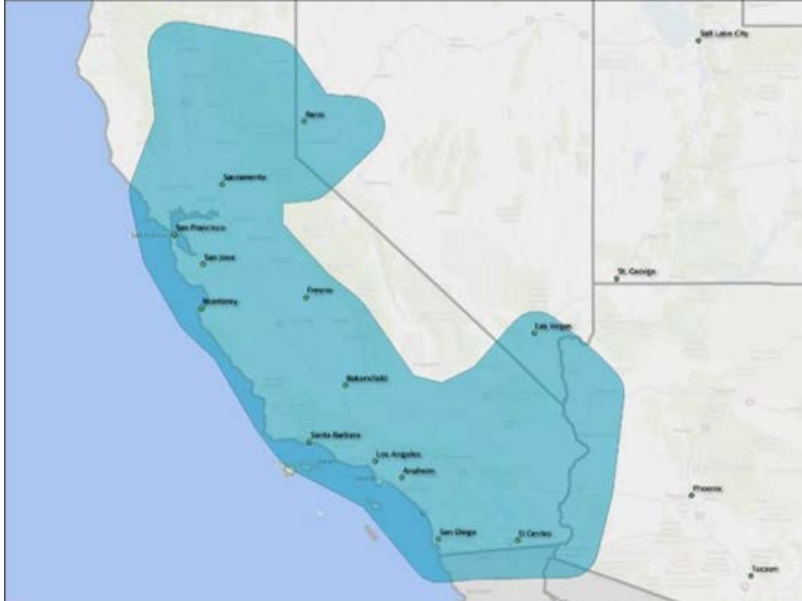 Salt Lake City
Reno
Sacramento
San Francisco
San Jose
St. George
Fresno
Monterey
Las Vegas
Bakersfield
Santa Barbara
Los Angeles
Anaheim
Phoenix
San Diego
El Centro
Tucson